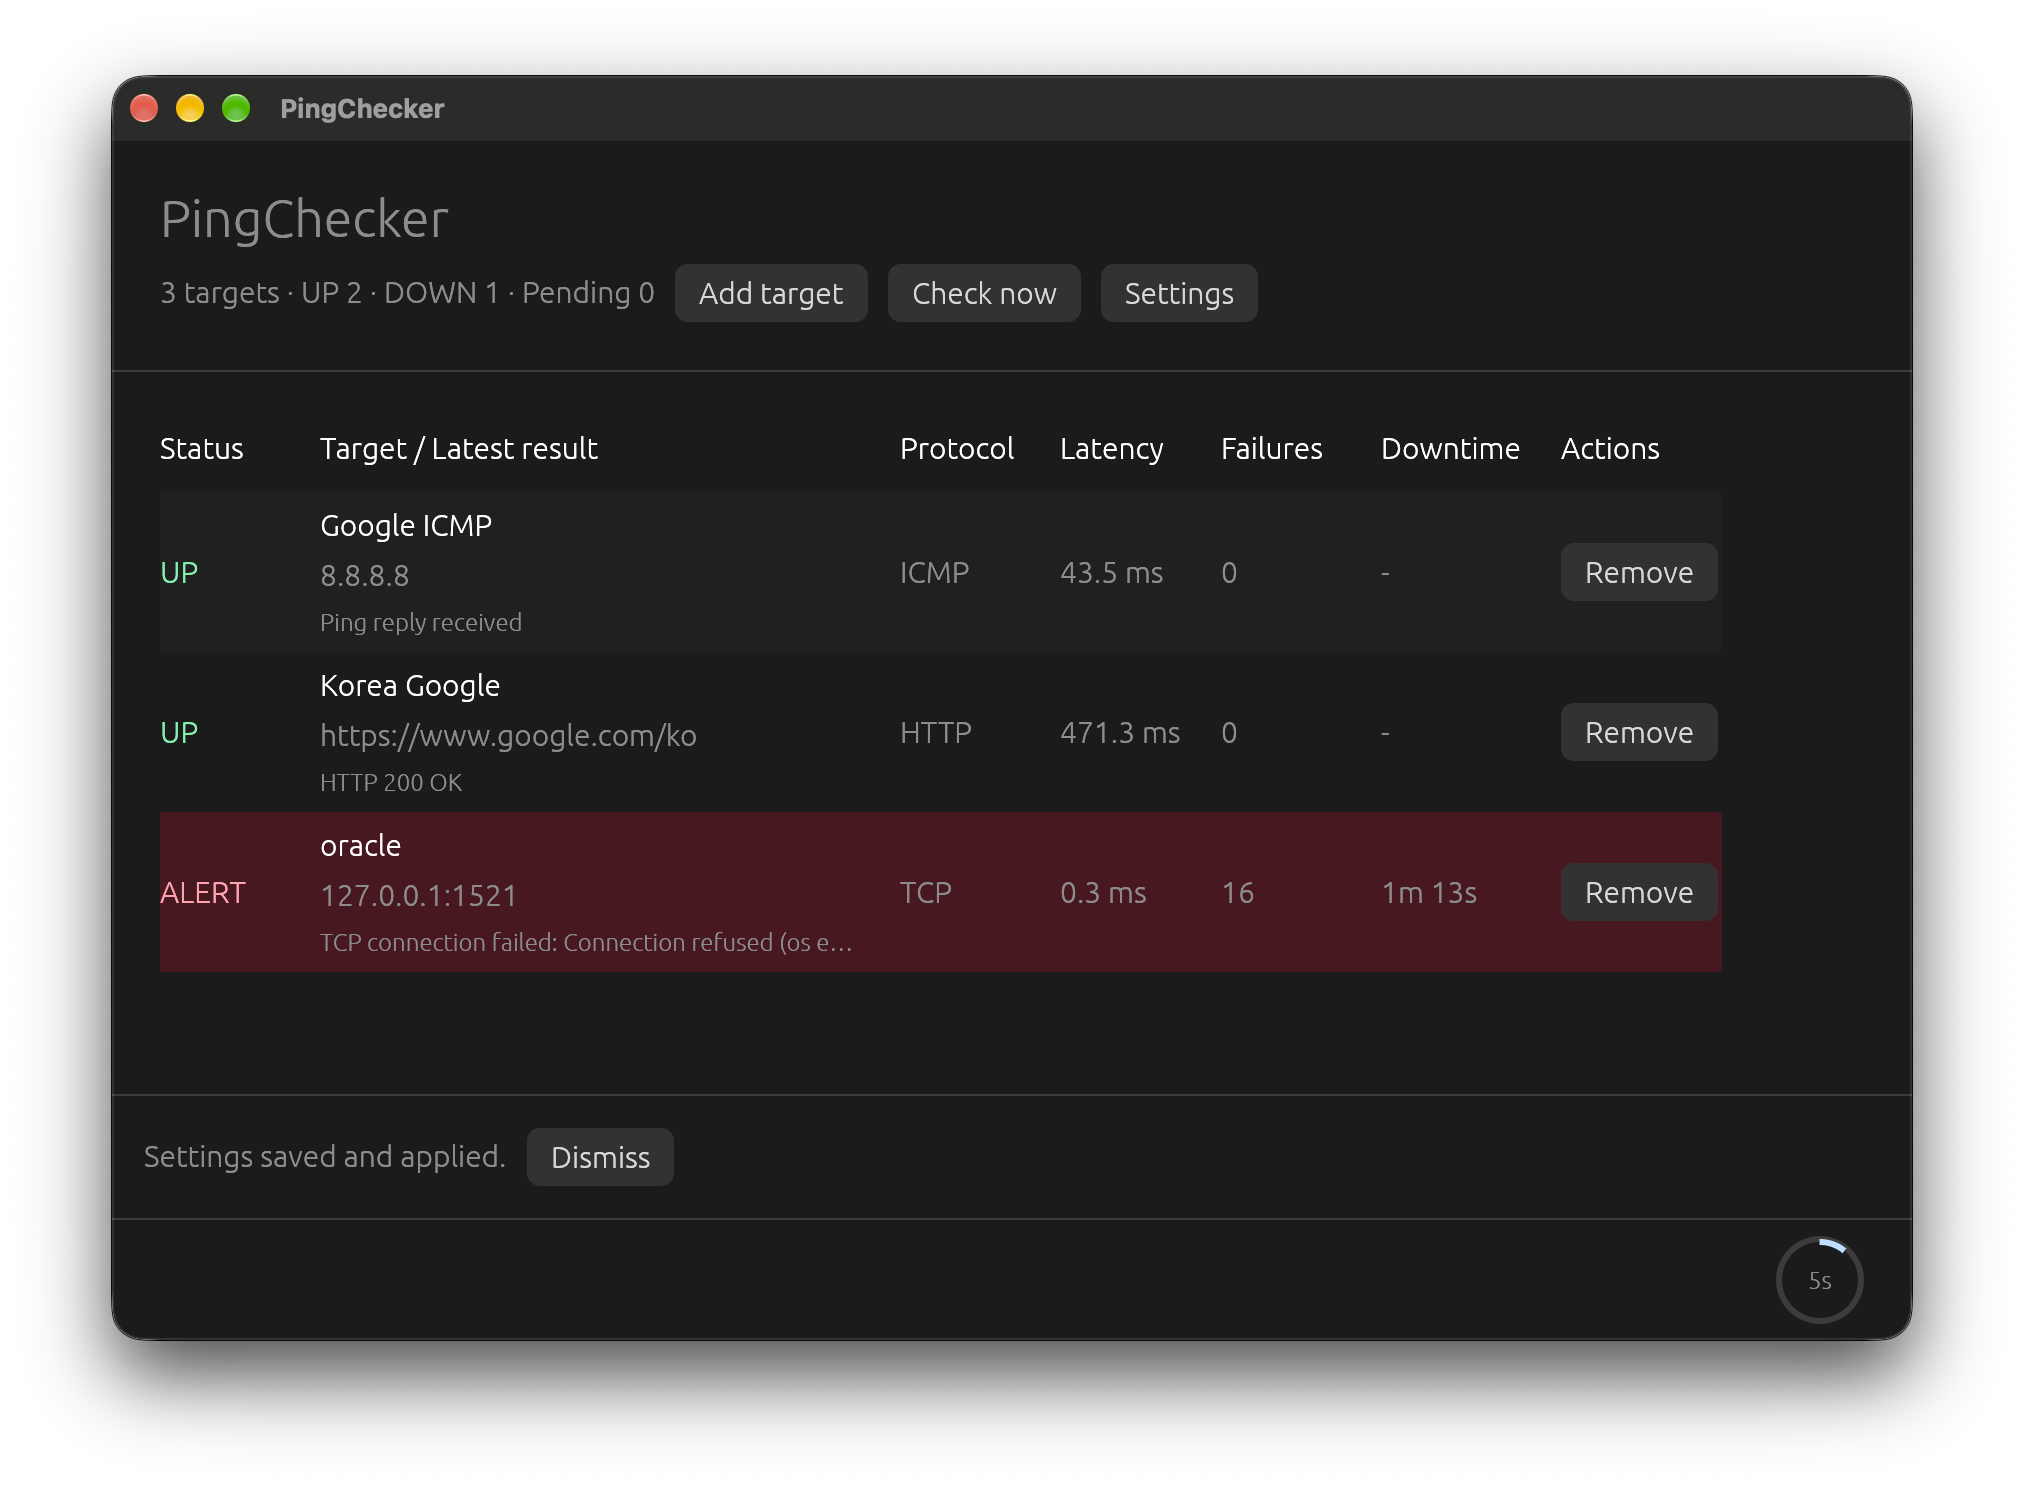 PingChecker
PingChecker
3 targets · UP 2 · DOWN 1 · Pending 0 Add target Check now Settings
Status Target / Latest result Protocol Latency Failures Downtime Actions
Google ICMP
UP 8.8.8.8 ICMP 43.5 ms 0 - Remove
Ping reply received
Korea Google
UP https://www.google.com/ko HTTP 471.3 ms 0 - Remove
HTTP 200 OK
oracle
ALERT 127.0.0.1:1521 TCP 0.3 ms 16 1m 13s Remove
TCP connection failed: Connection refused (os e…
Settings saved and applied. Dismiss
5s